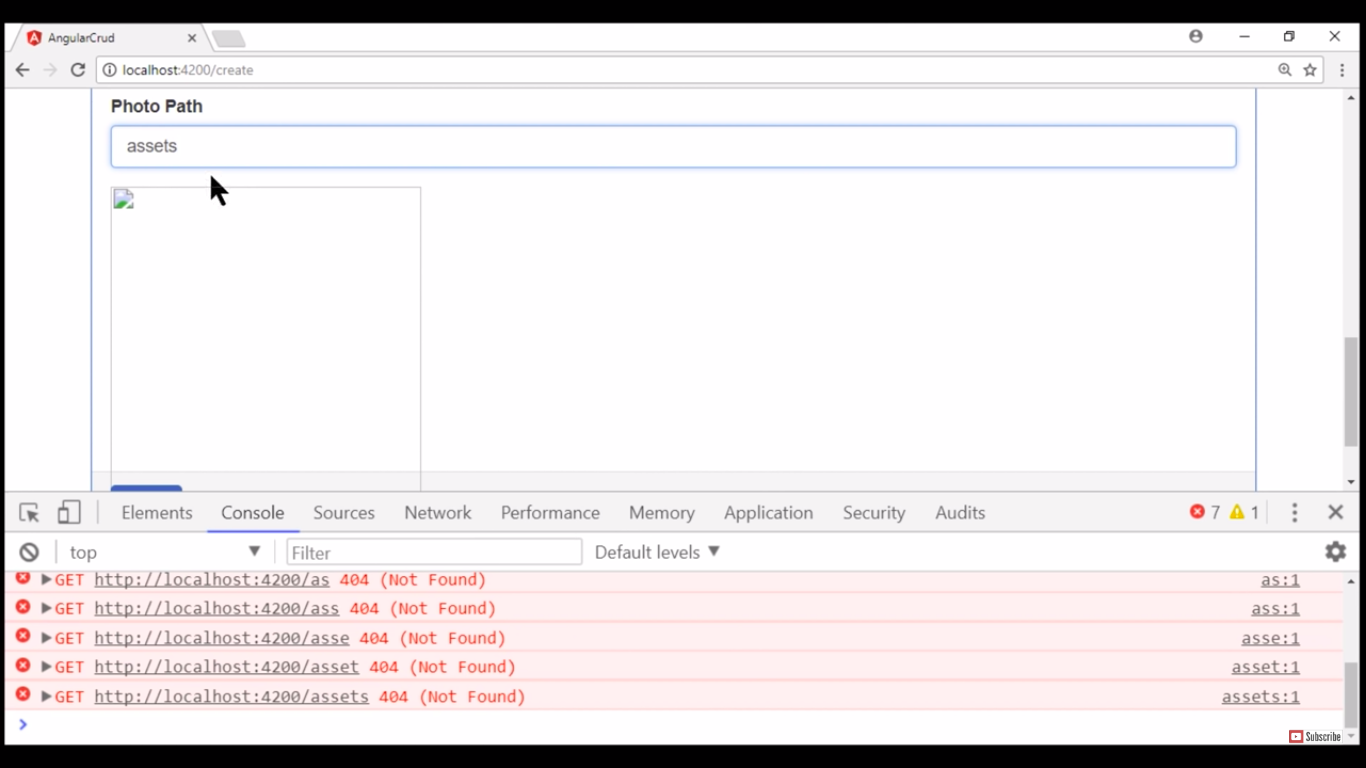 AngularCrud
localhost:4200/create
Photo Path
assets
Elements Console Sources Network Performance Memory Application Security Audits 7 1
top Filter Default levels
GET http://localhost:4200/as 404 (Not Found) as:1
GET http://localhost:4200/ass 404 (Not Found) ass:1
GET http://localhost:4200/asse 404 (Not Found) asse:1
GET http://localhost:4200/asset 404 (Not Found) asset:1
GET http://localhost:4200/assets 404 (Not Found) assets:1
Subscribe